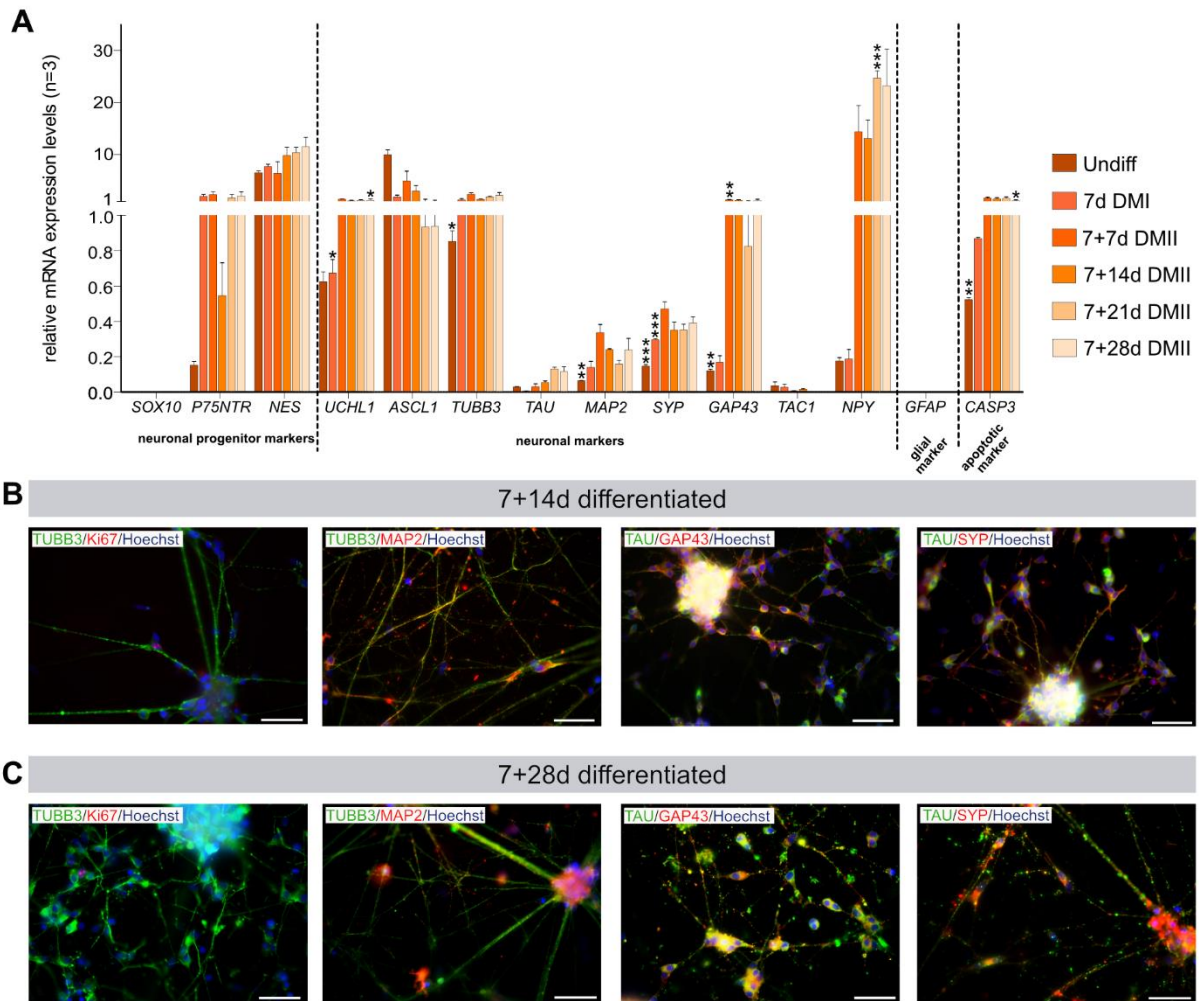 A
relative mRNA expression levels (n=3)
30
20
10
1
1.0
0.8
0.6
0.4
0.2
0.0
*
*
*
**
***
***
**
**
***
**
*
SOX10 P75NTR NES UCHL1 ASCL1 TUBB3 TAU MAP2 SYP GAP43 TAC1 NPY GFAP CASP3
neuronal progenitor markers
neuronal markers
glial
marker
apoptotic
marker
Undiff
7d DMI
7+7d DMII
7+14d DMII
7+21d DMII
7+28d DMII
B
7+14d differentiated
TUBB3/Ki67/Hoechst
TUBB3/MAP2/Hoechst
TAU/GAP43/Hoechst
TAU/SYP/Hoechst
C
7+28d differentiated
TUBB3/Ki67/Hoechst
TUBB3/MAP2/Hoechst
TAU/GAP43/Hoechst
TAU/SYP/Hoechst